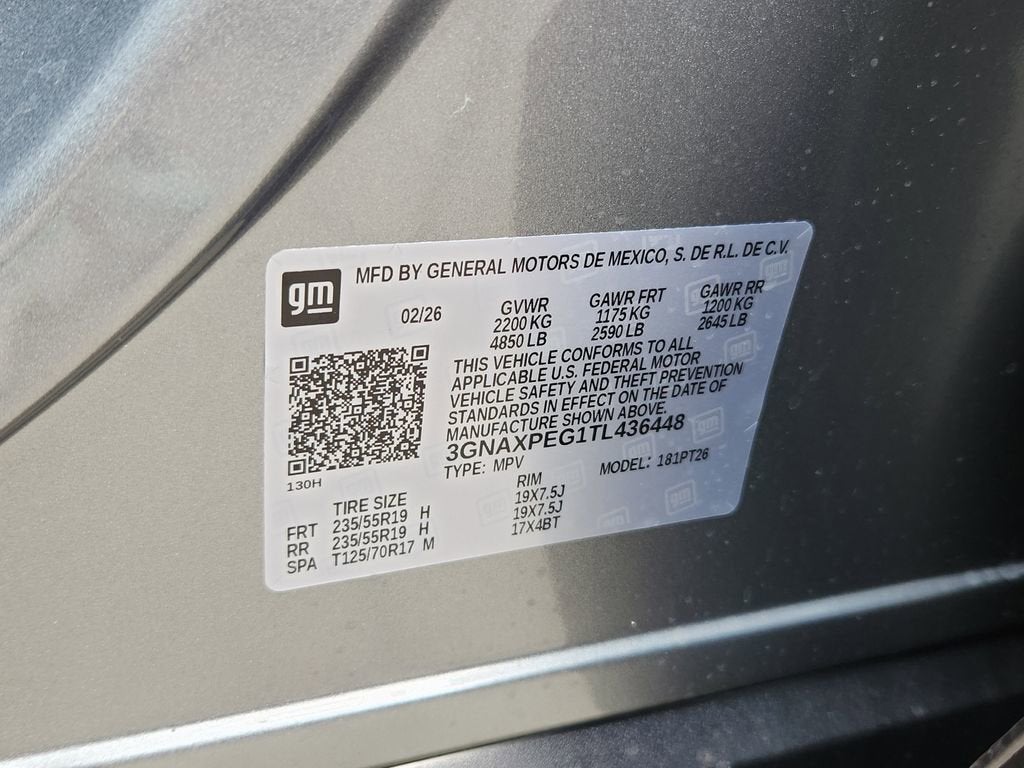 gm
MFD BY GENERAL MOTORS DE MEXICO, S. DE R.L. DE C.V.
02/26
GVWR GAWR FRT GAWR RR
2200 KG 1175 KG 1200 KG
4850 LB 2590 LB 2645 LB
THIS VEHICLE CONFORMS TO ALL
APPLICABLE U.S. FEDERAL MOTOR
VEHICLE SAFETY AND THEFT PREVENTION
STANDARDS IN EFFECT ON THE DATE OF
MANUFACTURE SHOWN ABOVE.
3GNAXPEG1TL436448
TYPE: MPV MODEL: 181PT26
130H
TIRE SIZE RIM
FRT 235/55R19 H 19X7.5J
RR 235/55R19 H 19X7.5J
SPA T125/70R17 M 17X4BT